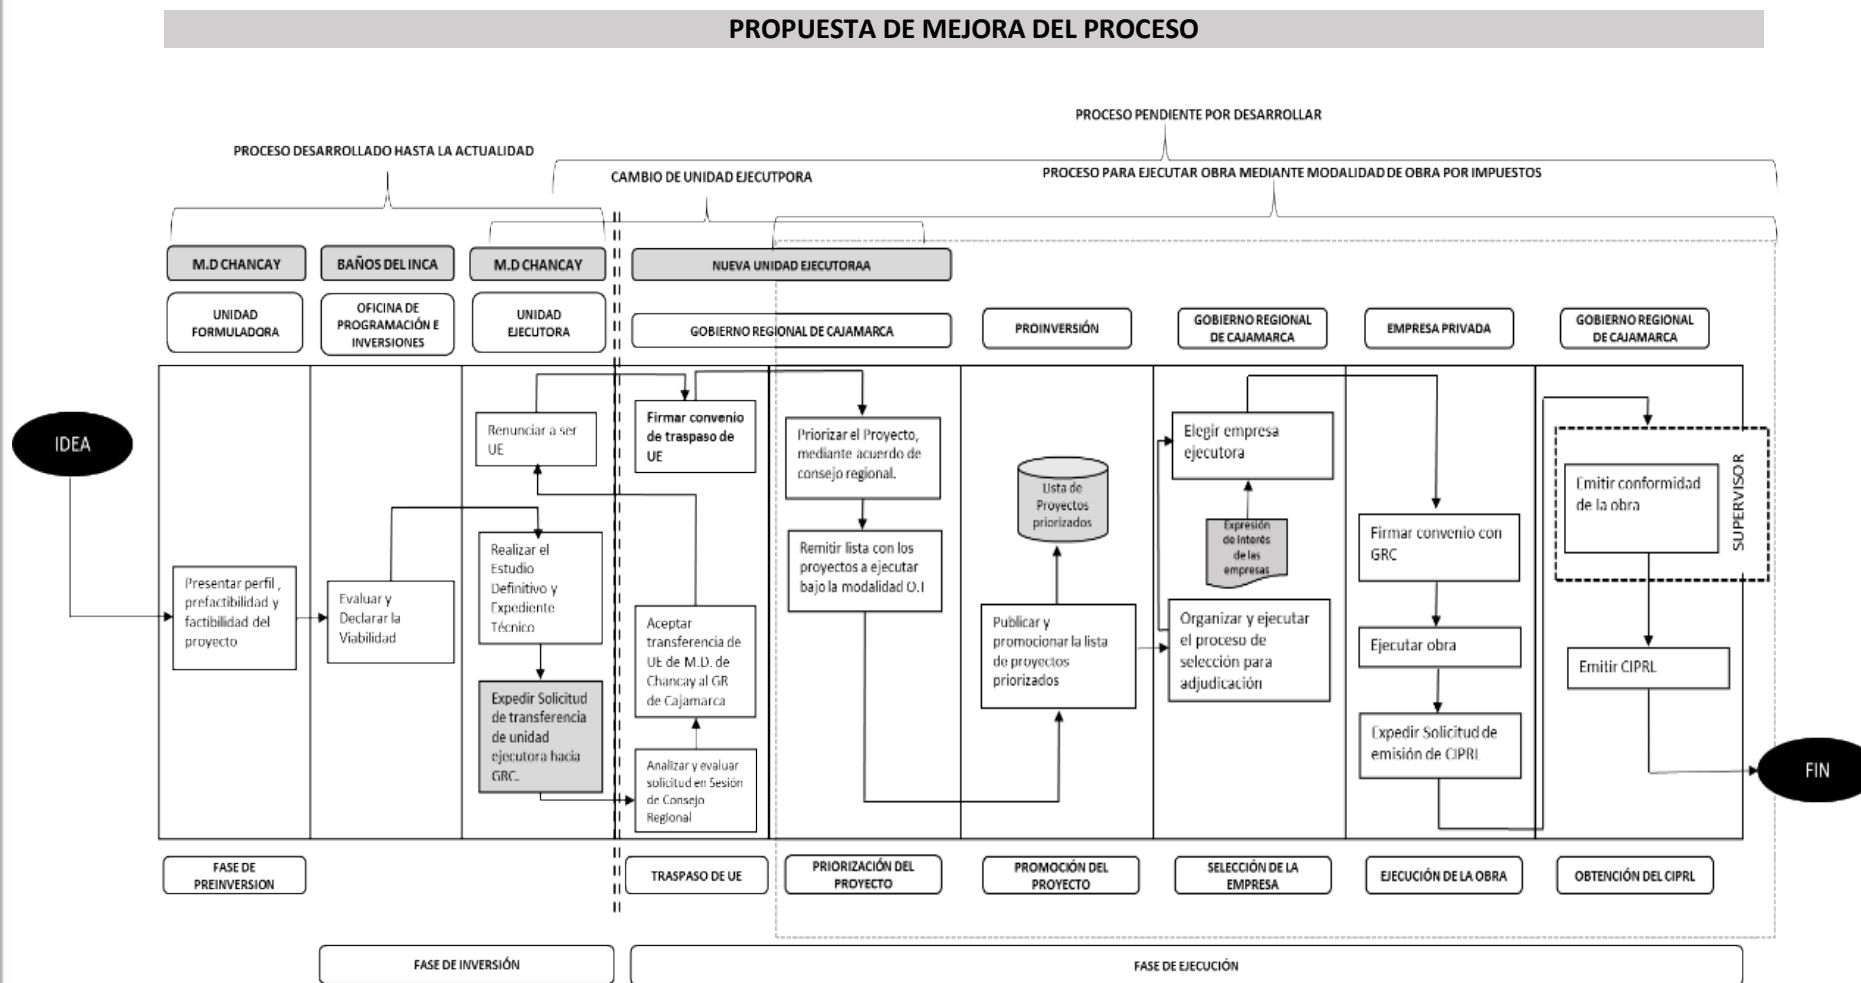 PROPUESTA DE MEJORA DEL PROCESO
PROCESO PENDIENTE POR DESARROLLAR
PROCESO DESARROLLADO HASTA LA ACTUALIDAD
CAMBIO DE UNIDAD EJECUTPORA
PROCESO PARA EJECUTAR OBRA MEDIANTE MODALIDAD DE OBRA POR IMPUESTOS
M.D CHANCAY
BAÑOS DEL INCA
M.D CHANCAY
NUEVA UNIDAD EJECUTORAA
UNIDAD
FORMULADORA
OFICINA DE
PROGRAMACIÓN E
INVERSIONES
UNIDAD
EJECUTORA
GOBIERNO REGIONAL DE CAJAMARCA
PROINVERSIÓN
GOBIERNO REGIONAL
DE CAJAMARCA
EMPRESA PRIVADA
GOBIERNO REGIONAL
DE CAJAMARCA
IDEA
Presentar perfil ,
prefactibilidad y
factibilidad del
proyecto
Evaluar y
Declarar la
Viabilidad
Renunciar a ser
UE
Realizar el
Estudio
Definitivo y
Expediente
Técnico
Expedir Solicitud
de transferencia
de unidad
ejecutora hacia
GRC.
Firmar convenio
de traspaso de
UE
Aceptar
transferencia de
UE de M.D. de
Chancay al GR
de Cajamarca
Analizar y evaluar
solicitud en Sesión
de Consejo
Regional
Priorizar el Proyecto,
mediante acuerdo de
consejo regional.
Remitir lista con los
proyectos a ejecutar
bajo la modalidad O.I
Lista de
Proyectos
priorizados
Publicar y
promocionar la lista
de proyectos
priorizados
Elegir empresa
ejecutora
Expresión
de interés
de las
empresas
Organizar y ejecutar
el proceso de
selección para
adjudicación
Firmar convenio con
GRC
Ejecutar obra
Expedir Solicitud de
emisión de CIPRL
Emitir conformidad
de la obra
SUPERVISOR
Emitir CIPRL
FIN
FASE DE
PREINVERSION
TRASPASO DE UE
PRIORIZACIÓN DEL
PROYECTO
PROMOCIÓN DEL
PROYECTO
SELECCIÓN DE LA
EMPRESA
EJECUCIÓN DE LA OBRA
OBTENCIÓN DEL CIPRL
FASE DE INVERSIÓN
FASE DE EJECUCIÓN